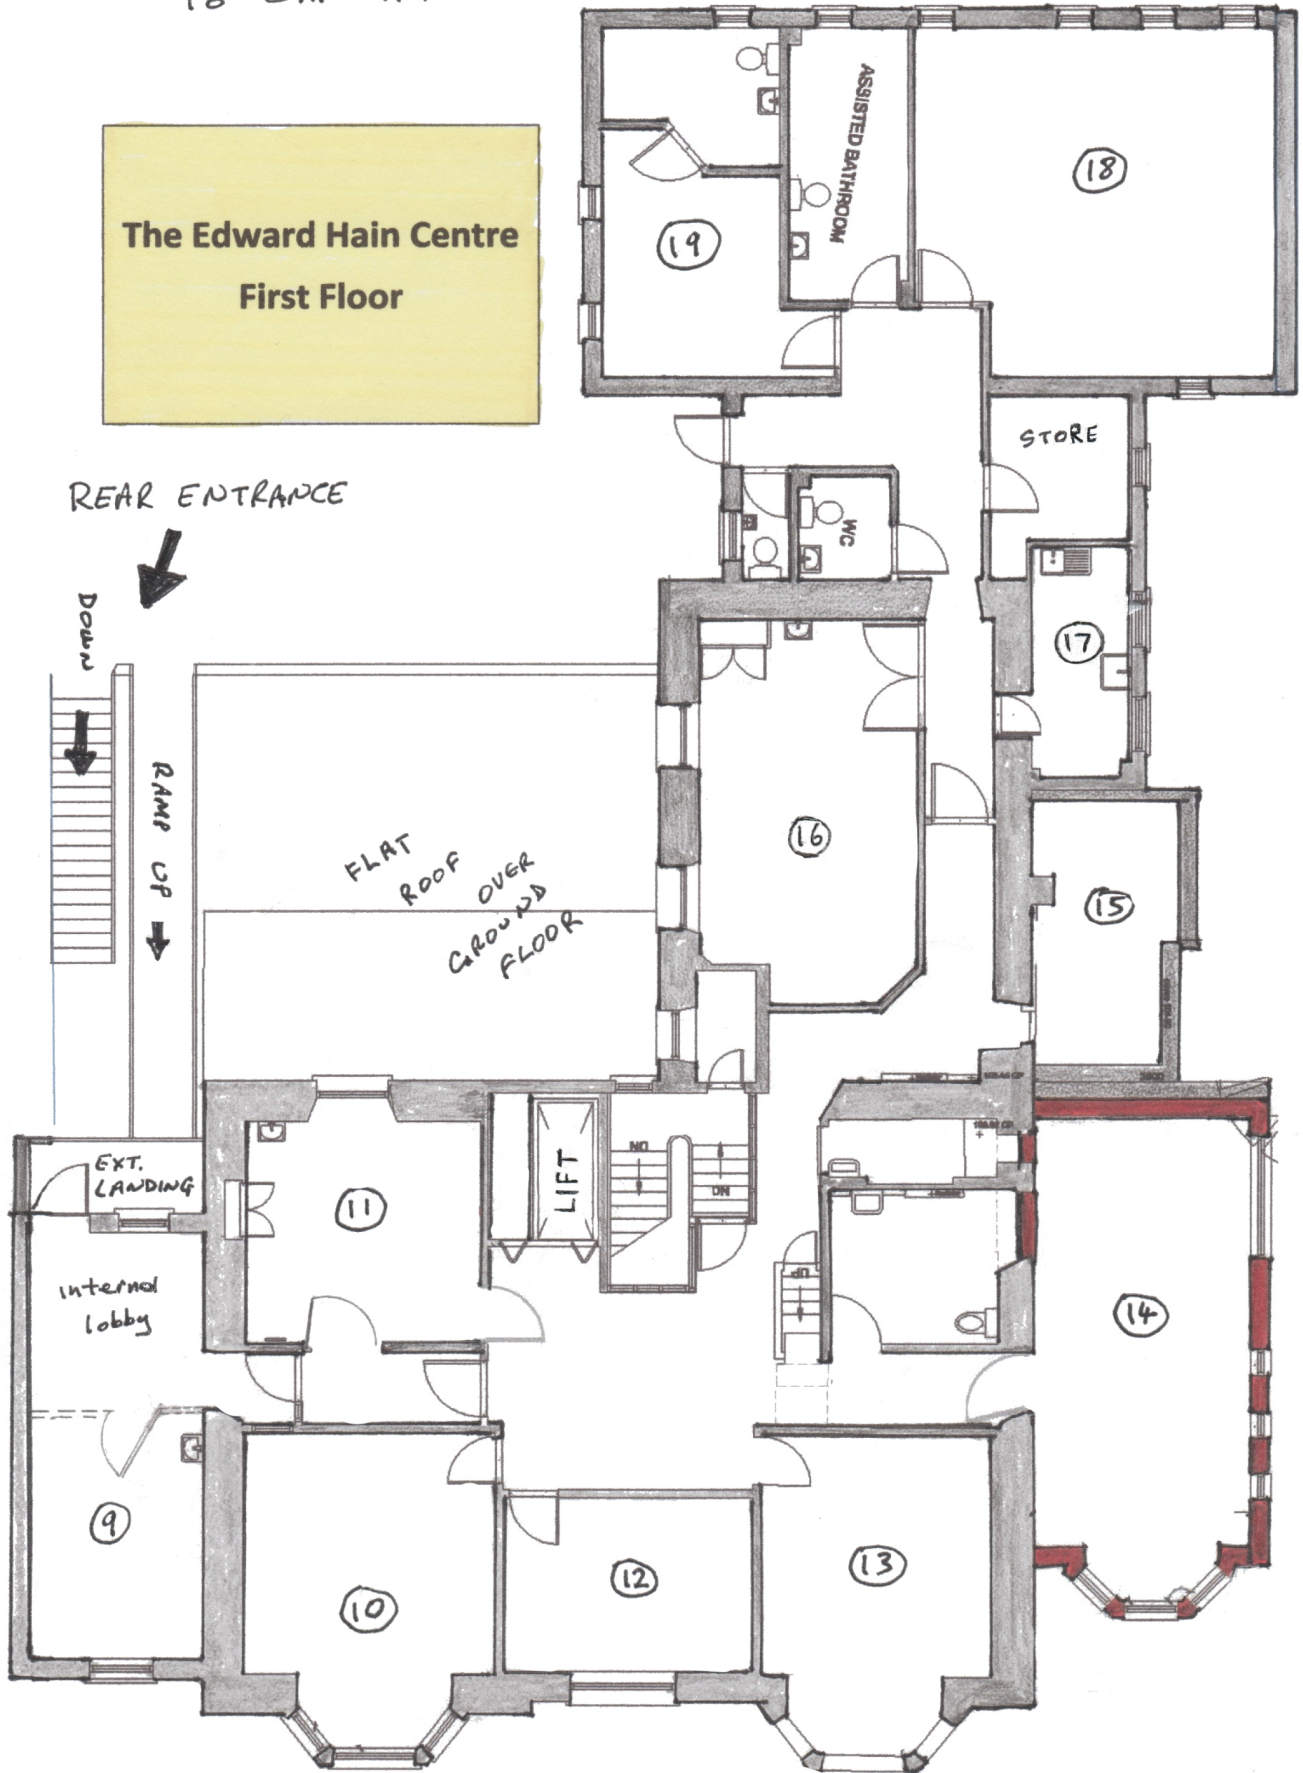 ASSISTED BATHROOM
18
The Edward Hain Centre
First Floor
19
STORE
REAR ENTRANCE
WC
DOWN
17
RAMP UP
16
FLAT
ROOF
OVER
GROUND
FLOOR
15
EXT.
LANDING
LIFT
DN
DN
11
UP
internal
lobby
14
9
10
12
13